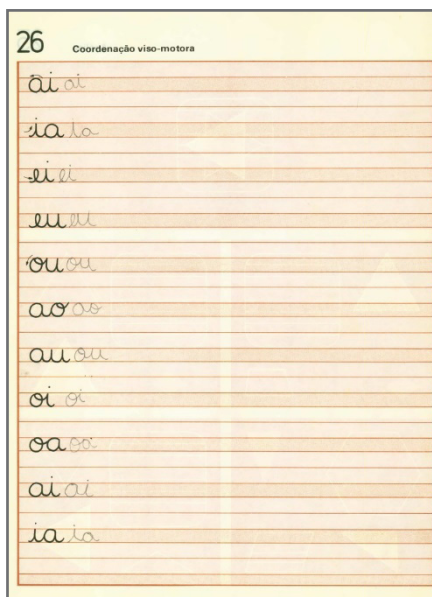 26 Coordenação viso-motora
ai ai
ia ia
ei ei
eu eu
ou ou
ao ao
au au
oi oi
oa oa
ai ai
ia ia